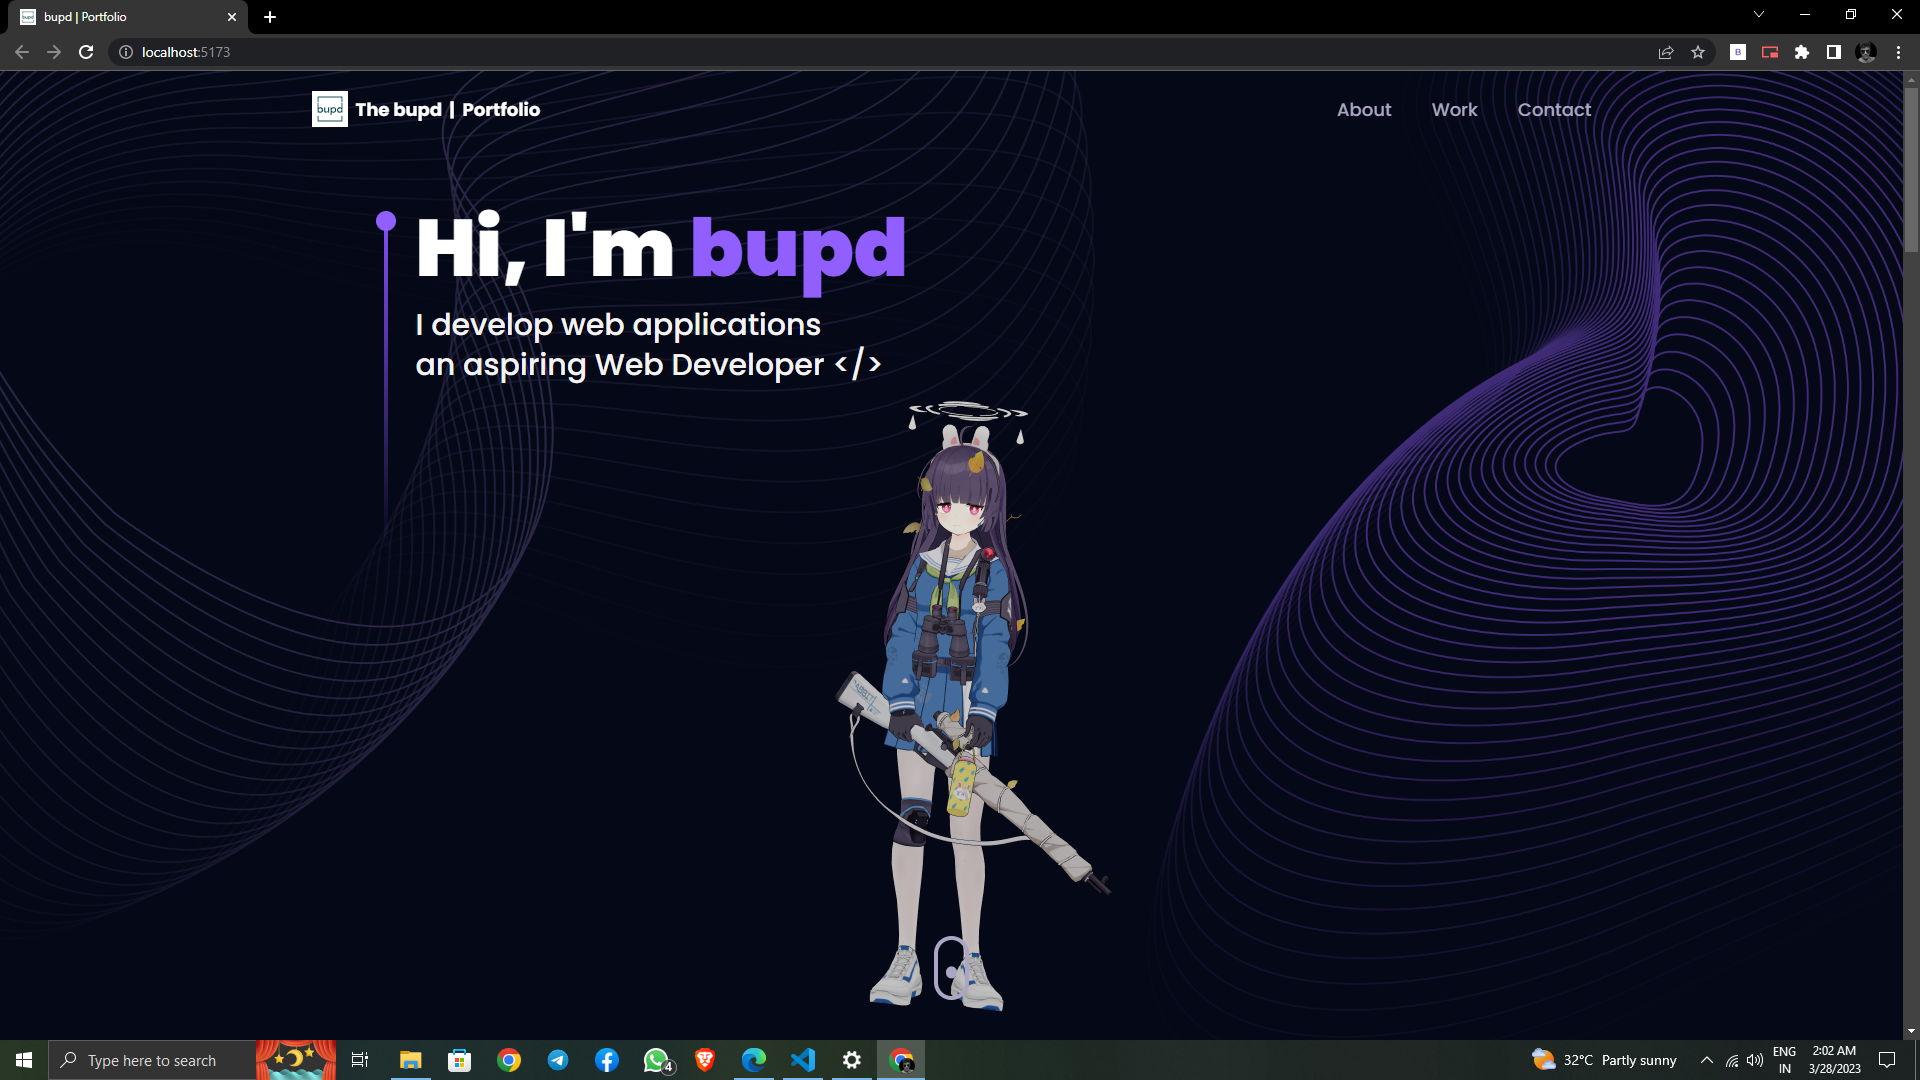 bupd | Portfolio
localhost:5173
B
bupd
The bupd | Portfolio
About
Work
Contact
Hi, I'm bupd
I develop web applications
an aspiring Web Developer </>
Type here to search
4
32°C Partly sunny
ENG
IN
2:02 AM
3/28/2023